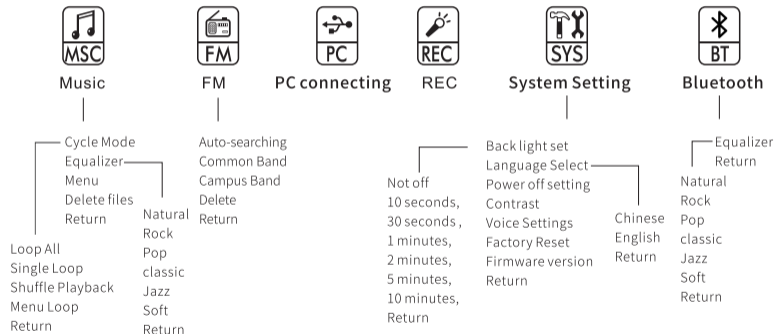 MSC
FM
PC
REC
SYS
BT
Music
FM
PC connecting
REC
System Setting
Bluetooth
Cycle Mode
Equalizer
Menu
Delete files
Return
Loop All
Single Loop
Shuffle Playback
Menu Loop
Return
Natural
Rock
Pop
classic
Jazz
Soft
Return
Auto-searching
Common Band
Campus Band
Delete
Return
Back light set
Language Select
Power off setting
Contrast
Voice Settings
Factory Reset
Firmware version
Return
Not off
10 seconds,
30 seconds ,
1 minutes,
2 minutes,
5 minutes,
10 minutes,
Return
Chinese
English
Return
Equalizer
Return
Natural
Rock
Pop
classic
Jazz
Soft
Return